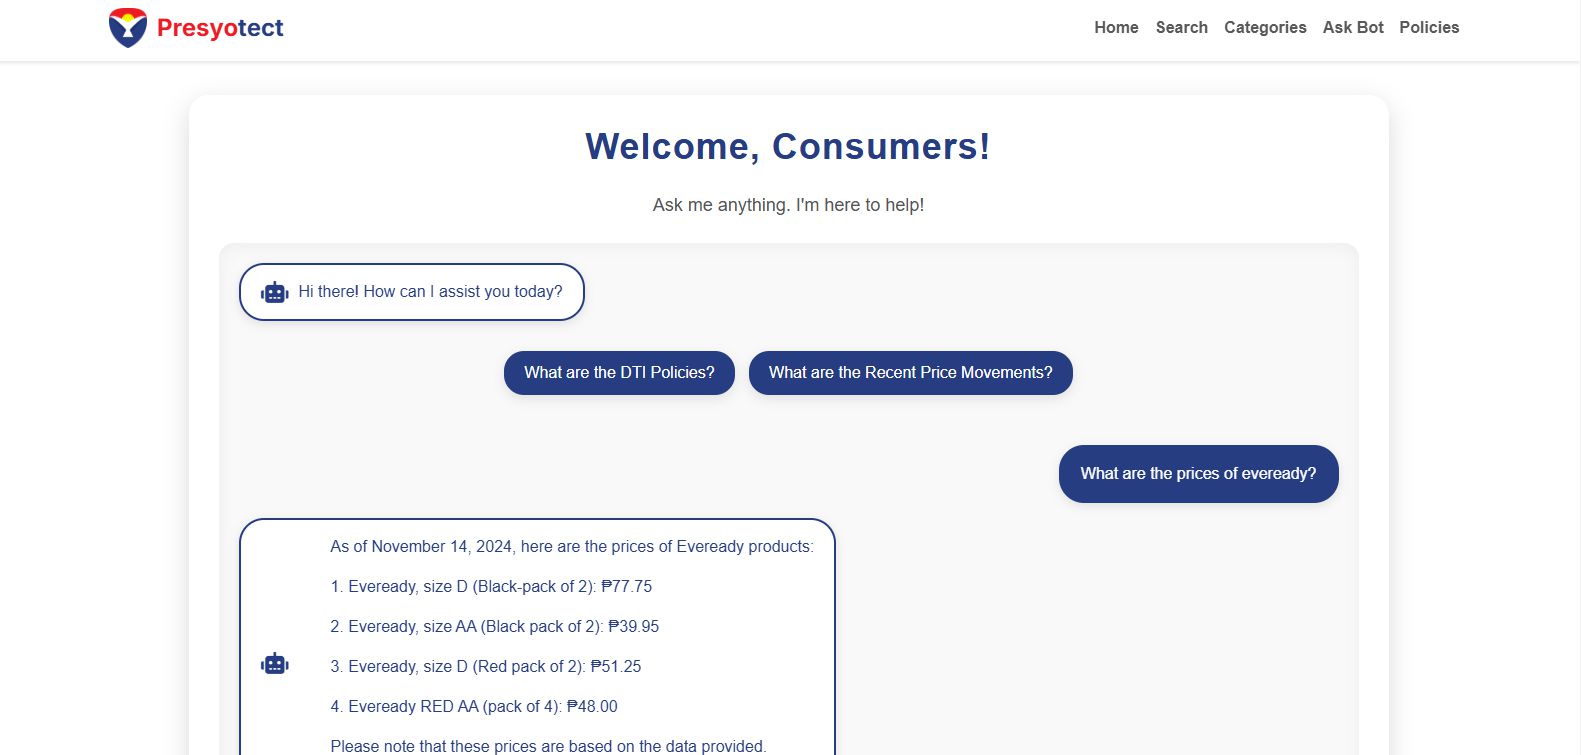 Presyotect
Home Search Categories Ask Bot Policies
Welcome, Consumers!
Ask me anything. I'm here to help!
Hi there! How can I assist you today?
What are the DTI Policies? What are the Recent Price Movements?
What are the prices of eveready?
As of November 14, 2024, here are the prices of Eveready products:
1. Eveready, size D (Black-pack of 2): ₱77.75
2. Eveready, size AA (Black pack of 2): ₱39.95
3. Eveready, size D (Red pack of 2): ₱51.25
4. Eveready RED AA (pack of 4): ₱48.00
Please note that these prices are based on the data provided.